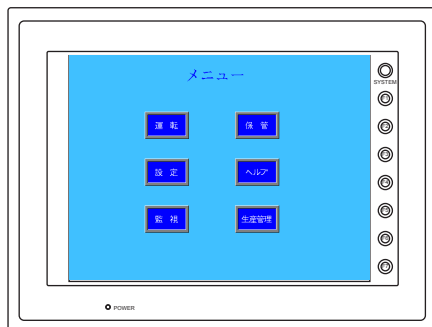 メニュー
SYSTEM
運 転
保 管
設 定
ヘルプ
監 視
生産管理
POWER